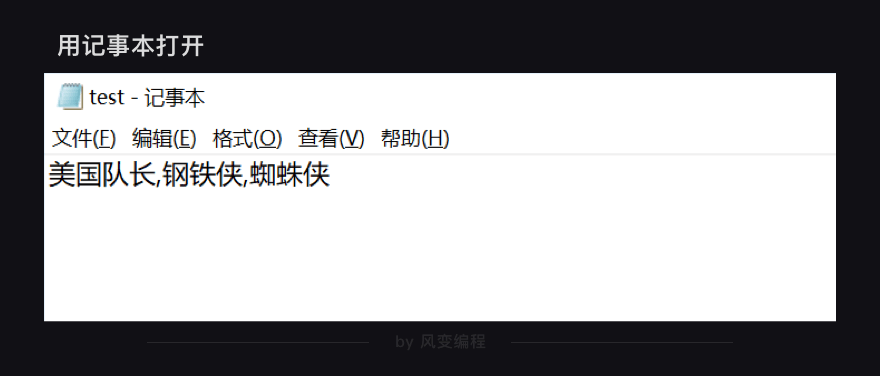 用记事本打开
test - 记事本
文件(F) 编辑(E) 格式(O) 查看(V) 帮助(H)
美国队长,钢铁侠,蜘蛛侠
by 风变编程